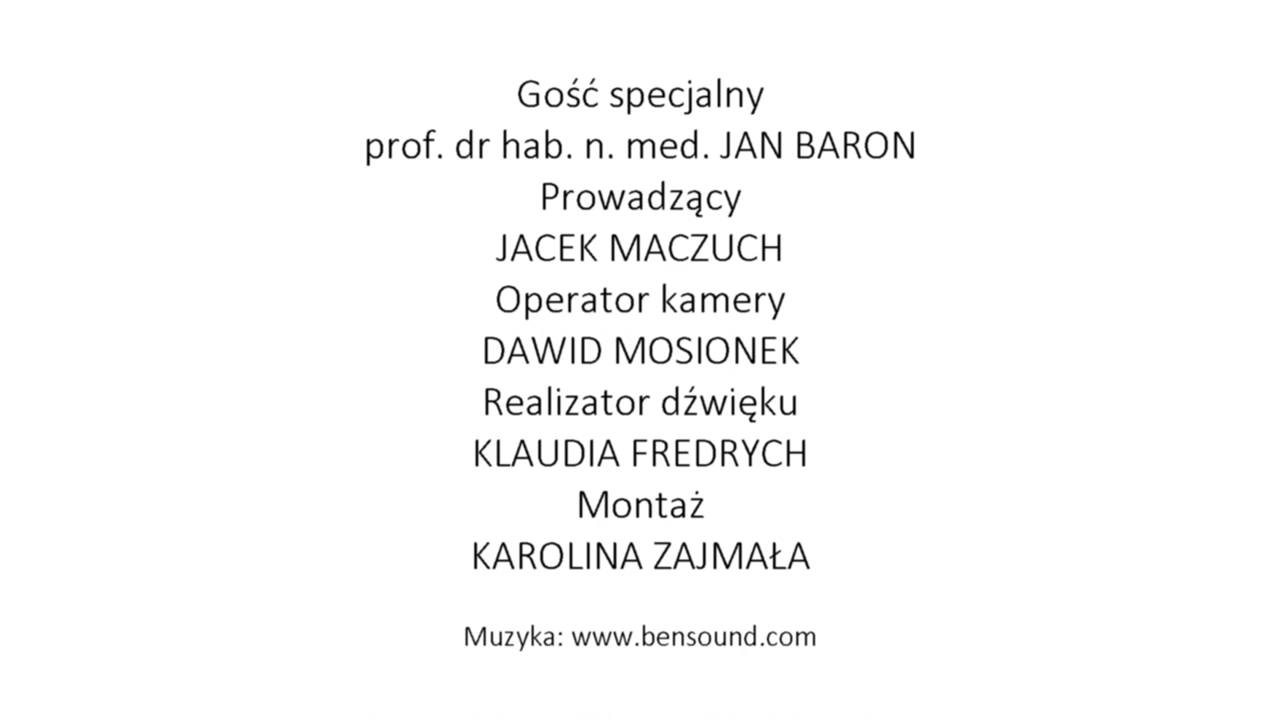 Gość specjalny
prof. dr hab. n. med. JAN BARON
Prowadzący
JACEK MACZUCH
Operator kamery
DAWID MOSIONEK
Realizator dźwięku
KLAUDIA FREDRYCH
Montaż
KAROLINA ZAJMAŁA
Muzyka: www.bensound.com